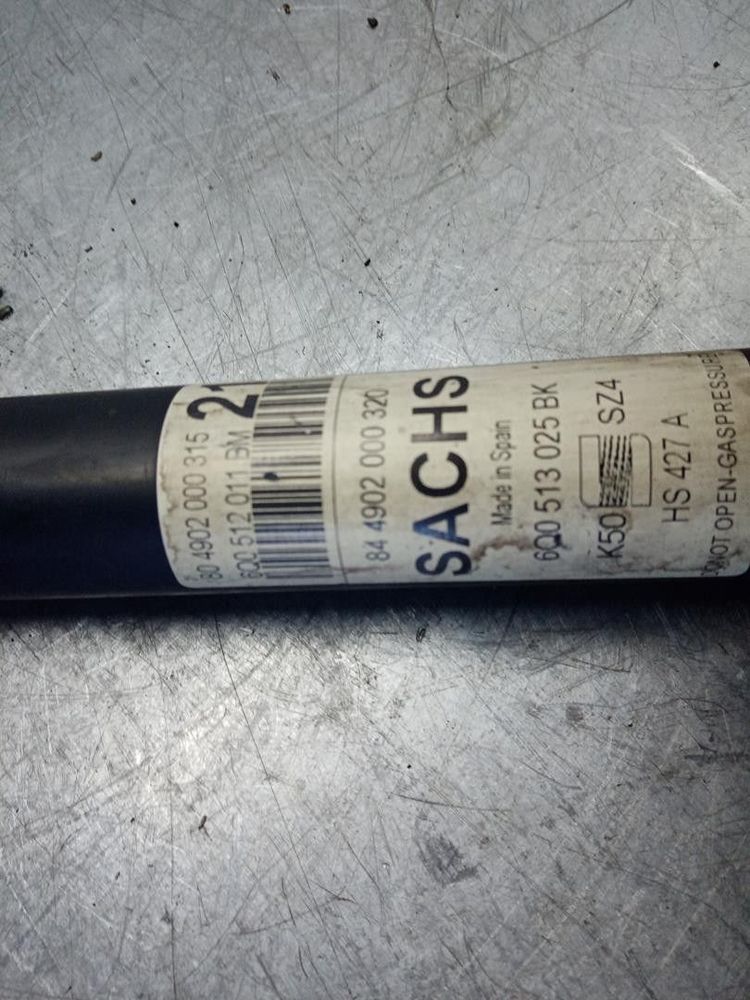 80 4902 000 315
6Q0 512 011 BM
84 4902 000 320
SACHS
Made in Spain
6Q0 513 025 BK
K50 SZ4
HS 427 A
NOT OPEN-GASPRESSURE